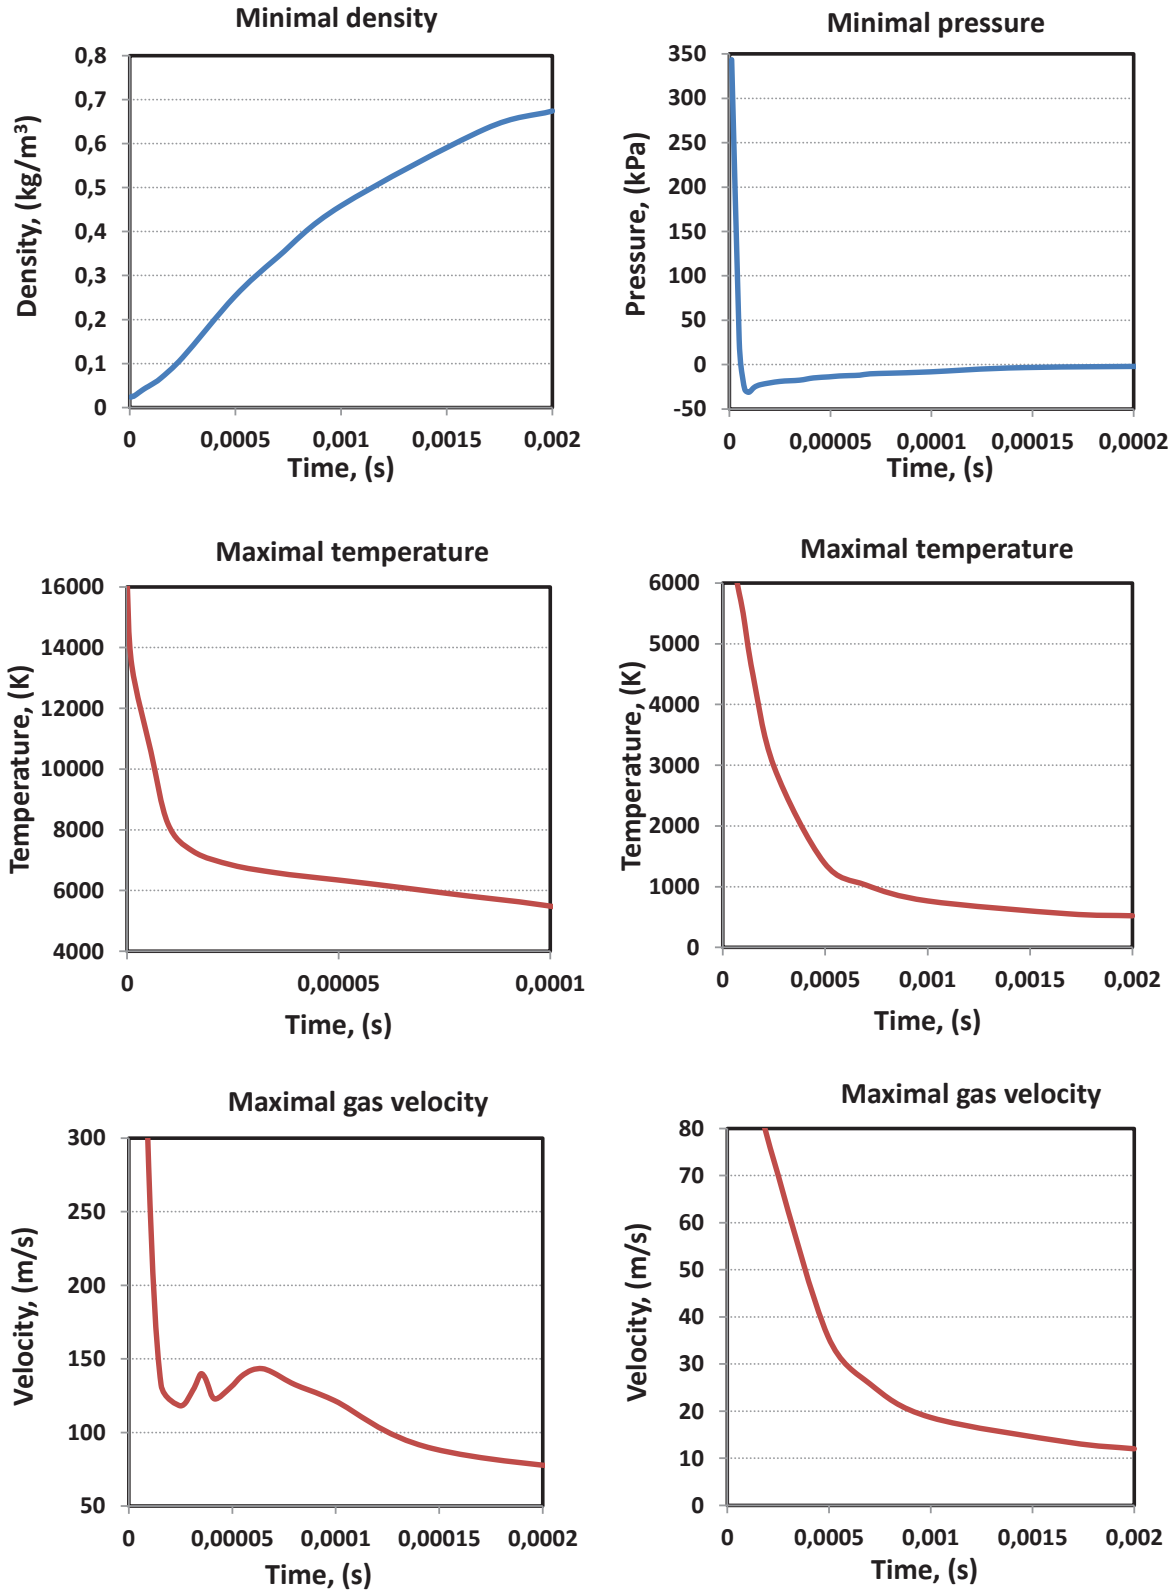 Minimal density
0,8
0,7
0,6
0,5
0,4
0,3
0,2
0,1
0
Density, (kg/m³)
0 0,0005 0,001 0,0015 0,002
Time, (s)
Minimal pressure
350
300
250
200
150
100
50
0
-50
Pressure, (kPa)
0 0,00005 0,0001 0,00015 0,0002
Time, (s)
Maximal temperature
16000
14000
12000
10000
8000
6000
4000
Temperature, (K)
0 0,00005 0,0001
Time, (s)
Maximal temperature
6000
5000
4000
3000
2000
1000
0
Temperature, (K)
0 0,0005 0,001 0,0015 0,002
Time, (s)
Maximal gas velocity
300
250
200
150
100
50
Velocity, (m/s)
0 0,00005 0,0001 0,00015 0,0002
Time, (s)
Maximal gas velocity
80
70
60
50
40
30
20
10
0
Velocity, (m/s)
0 0,0005 0,001 0,0015 0,002
Time, (s)